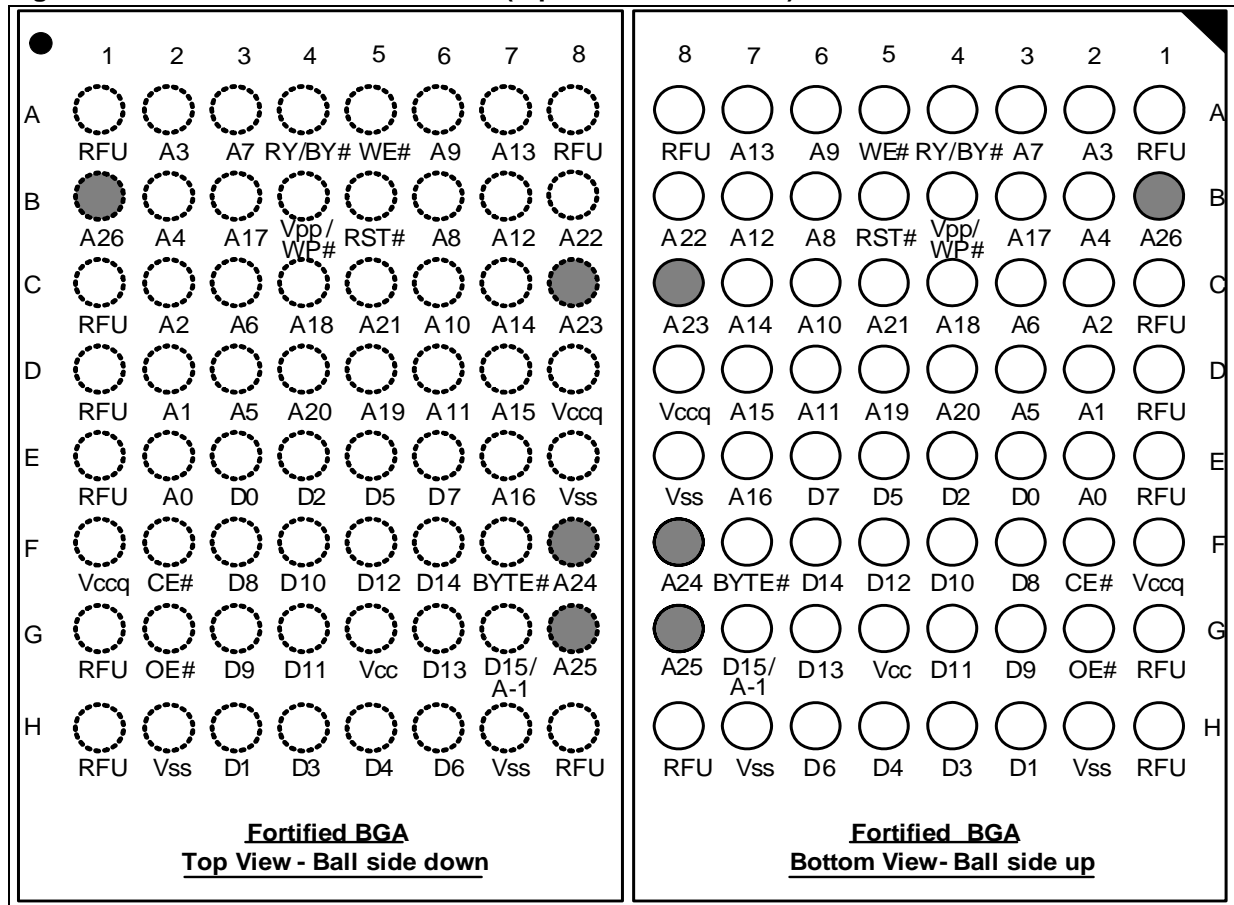 1 2 3 4 5 6 7 8
A
RFU A3 A7 RY/BY# WE# A9 A13 RFU
B
A26 A4 A17 Vpp/ WP# RST# A8 A12 A22
C
RFU A2 A6 A18 A21 A10 A14 A23
D
RFU A1 A5 A20 A19 A11 A15 Vccq
E
RFU A0 D0 D2 D5 D7 A16 Vss
F
Vccq CE# D8 D10 D12 D14 BYTE# A24
G
RFU OE# D9 D11 Vcc D13 D15/ A-1 A25
H
RFU Vss D1 D3 D4 D6 Vss RFU
Fortified BGA
Top View - Ball side down
8 7 6 5 4 3 2 1
A
RFU A13 A9 WE# RY/BY# A7 A3 RFU
B
A22 A12 A8 RST# Vpp/ WP# A17 A4 A26
C
A23 A14 A10 A21 A18 A6 A2 RFU
D
Vccq A15 A11 A19 A20 A5 A1 RFU
E
Vss A16 D7 D5 D2 D0 A0 RFU
F
A24 BYTE# D14 D12 D10 D8 CE# Vccq
G
A25 D15/ A-1 D13 Vcc D11 D9 OE# RFU
H
RFU Vss D6 D4 D3 D1 Vss RFU
Fortified BGA
Bottom View- Ball side up